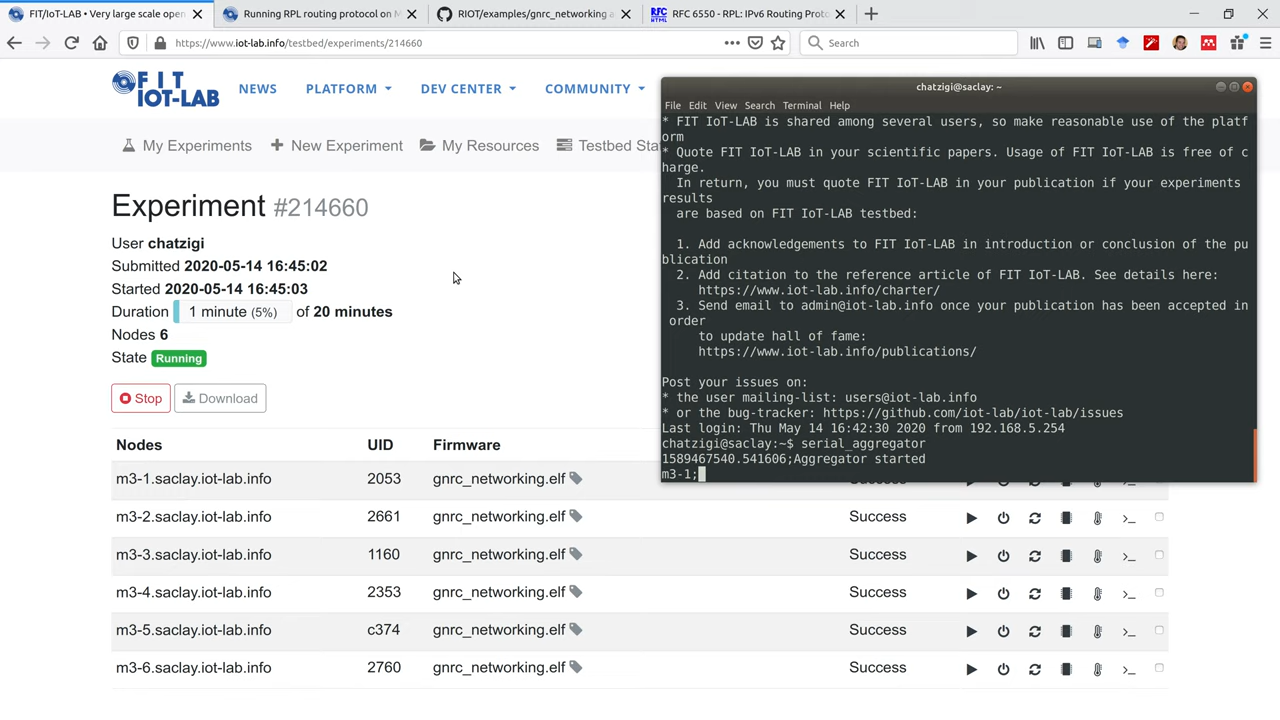 FIT/IoT-LAB • Very large scale open
Running RPL routing protocol on M
RIOT/examples/gnrc_networking a
RFC HTML
RFC 6550 - RPL: IPv6 Routing Proto
https://www.iot-lab.info/testbed/experiments/214660
Search
FIT IOT-LAB
NEWS
PLATFORM
DEV CENTER
COMMUNITY
My Experiments
New Experiment
My Resources
Testbed Sta
Experiment #214660
User chatzigi
Submitted 2020-05-14 16:45:02
Started 2020-05-14 16:45:03
Duration 1 minute (5%) of 20 minutes
Nodes 6
State Running
Stop
Download
Nodes UID Firmware
m3-1.saclay.iot-lab.info 2053 gnrc_networking.elf
m3-2.saclay.iot-lab.info 2661 gnrc_networking.elf Success
m3-3.saclay.iot-lab.info 1160 gnrc_networking.elf Success
m3-4.saclay.iot-lab.info 2353 gnrc_networking.elf Success
m3-5.saclay.iot-lab.info c374 gnrc_networking.elf Success
m3-6.saclay.iot-lab.info 2760 gnrc_networking.elf Success
chatzigi@saclay: ~
File Edit View Search Terminal Help
* FIT IoT-LAB is shared among several users, so make reasonable use of the platf
orm
* Quote FIT IoT-LAB in your scientific papers. Usage of FIT IoT-LAB is free of c
harge.
In return, you must quote FIT IoT-LAB in your publication if your experiments
results
are based on FIT IoT-LAB testbed:
1. Add acknowledgements to FIT IoT-LAB in introduction or conclusion of the pu
blication
2. Add citation to the reference article of FIT IoT-LAB. See details here:
https://www.iot-lab.info/charter/
3. Send email to admin@iot-lab.info once your publication has been accepted in
order
to update hall of fame:
https://www.iot-lab.info/publications/
Post your issues on:
* the user mailing-list: users@iot-lab.info
* or the bug-tracker: https://github.com/iot-lab/iot-lab/issues
Last login: Thu May 14 16:42:30 2020 from 192.168.5.254
chatzigi@saclay:~$ serial_aggregator
1589467540.541606;Aggregator started
m3-1;